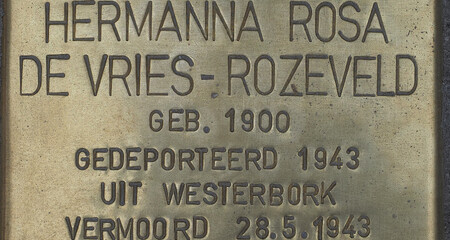 HERMANNA ROSA
DE VRIES-ROZEVELD
GEB. 1900
GEDEPORTEERD 1943
UIT WESTERBORK
VERMOORD 28.5.1943